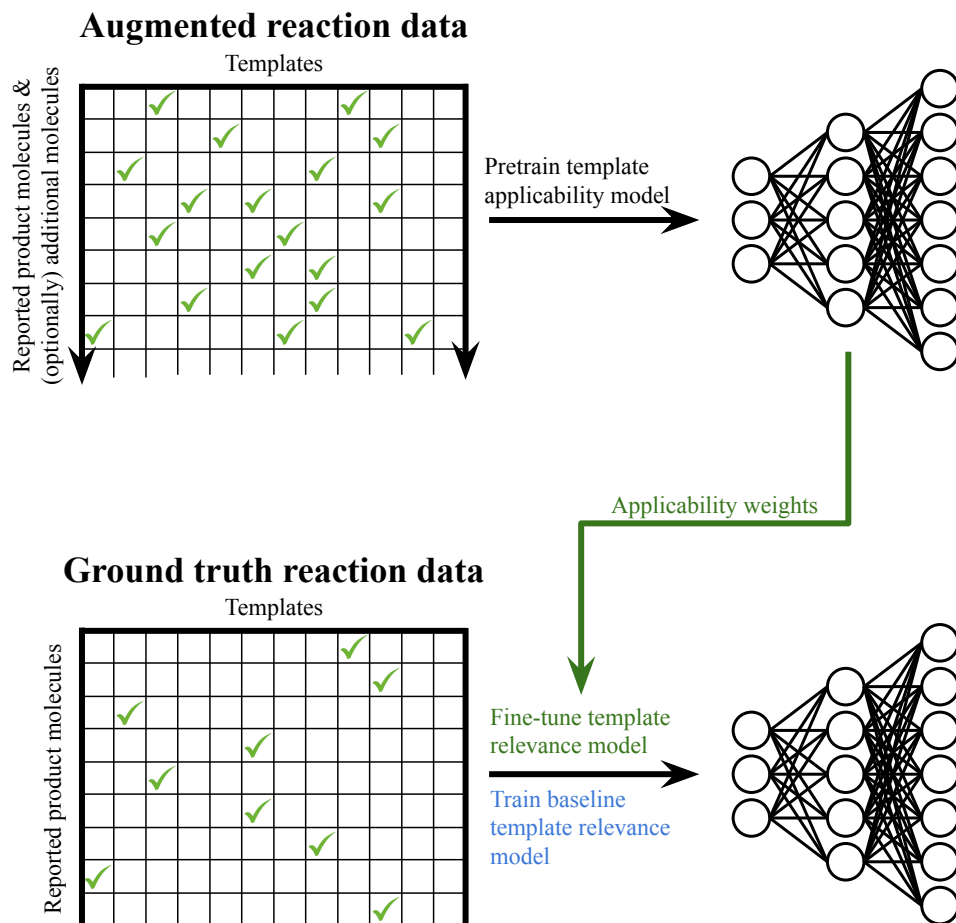 Augmented reaction data
Templates
Reported product molecules &
(optionally) additional molecules
Pretrain template
applicability model
Applicability weights
Ground truth reaction data
Templates
Reported product molecules
Fine-tune template
relevance model
Train baseline
template relevance
model